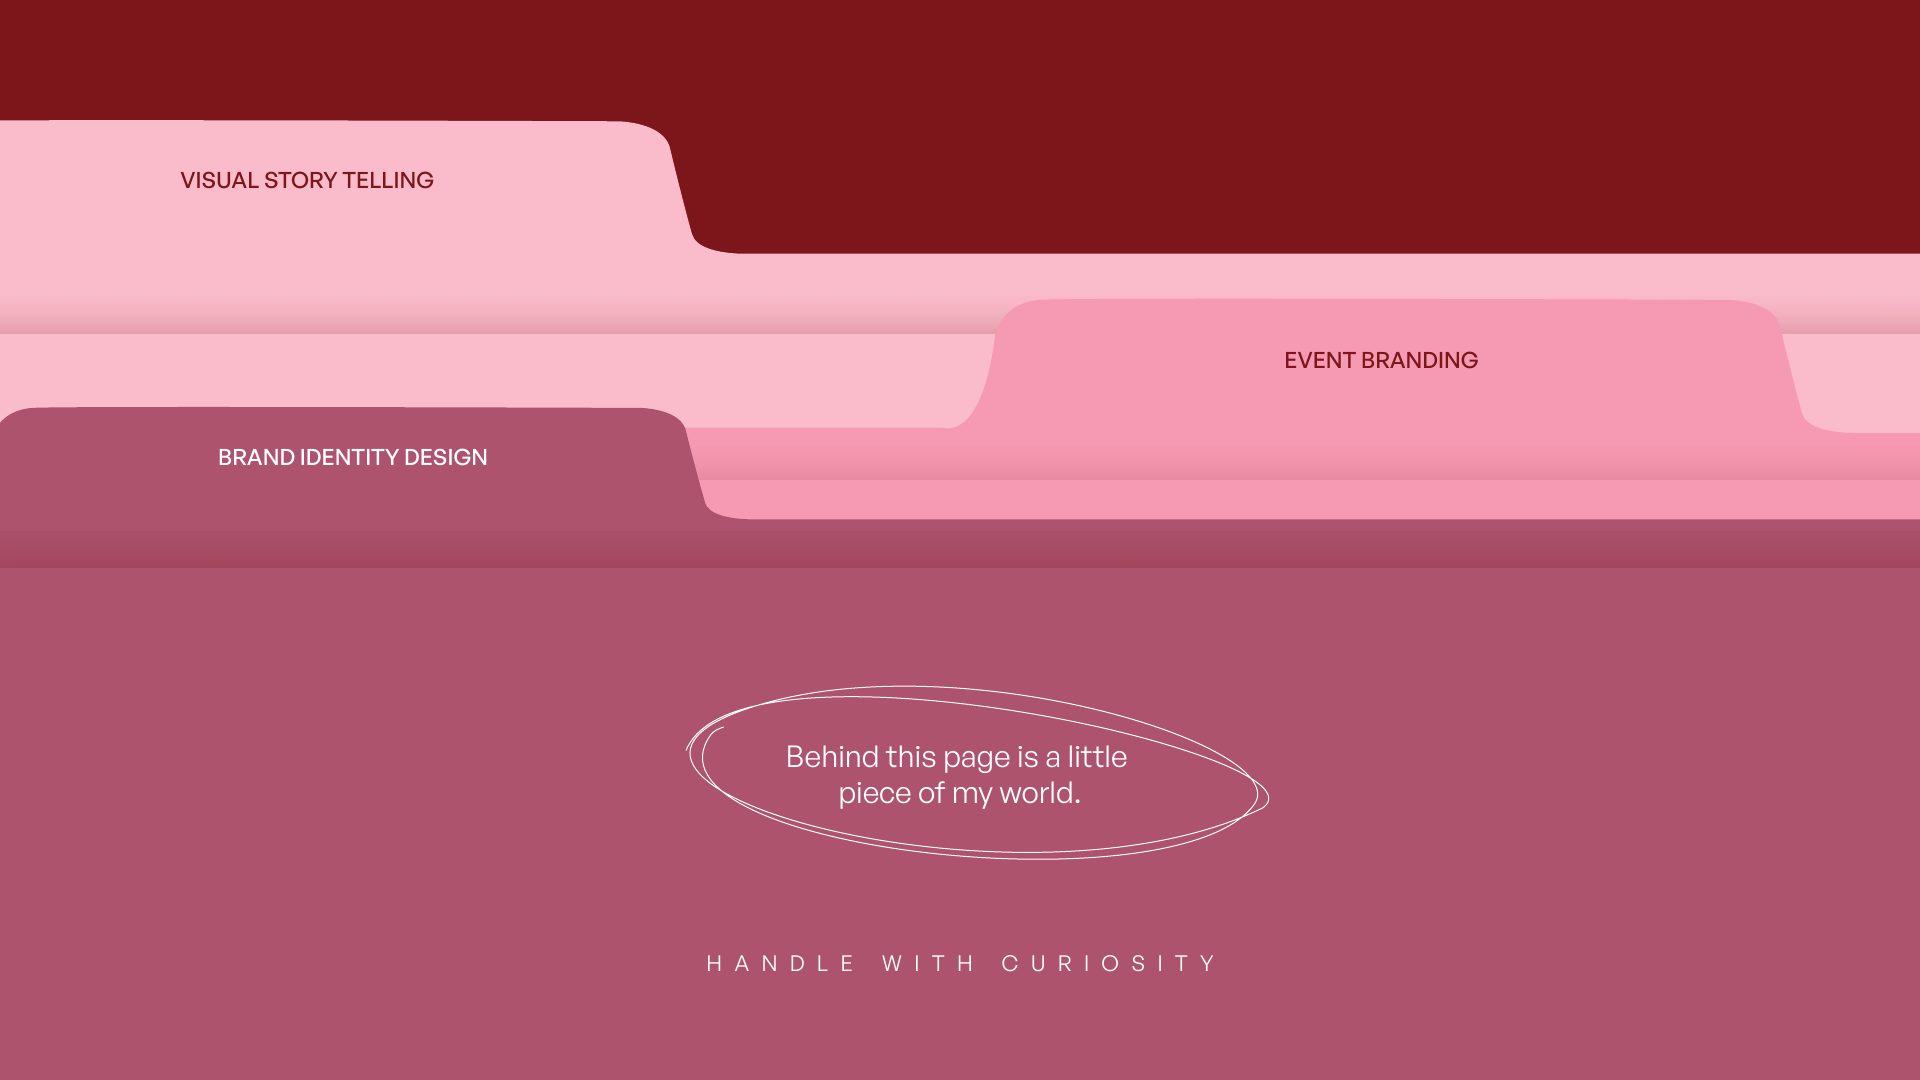 VISUAL STORY TELLING
EVENT BRANDING
BRAND IDENTITY DESIGN
Behind this page is a little
piece of my world.
HANDLE WITH CURIOSITY